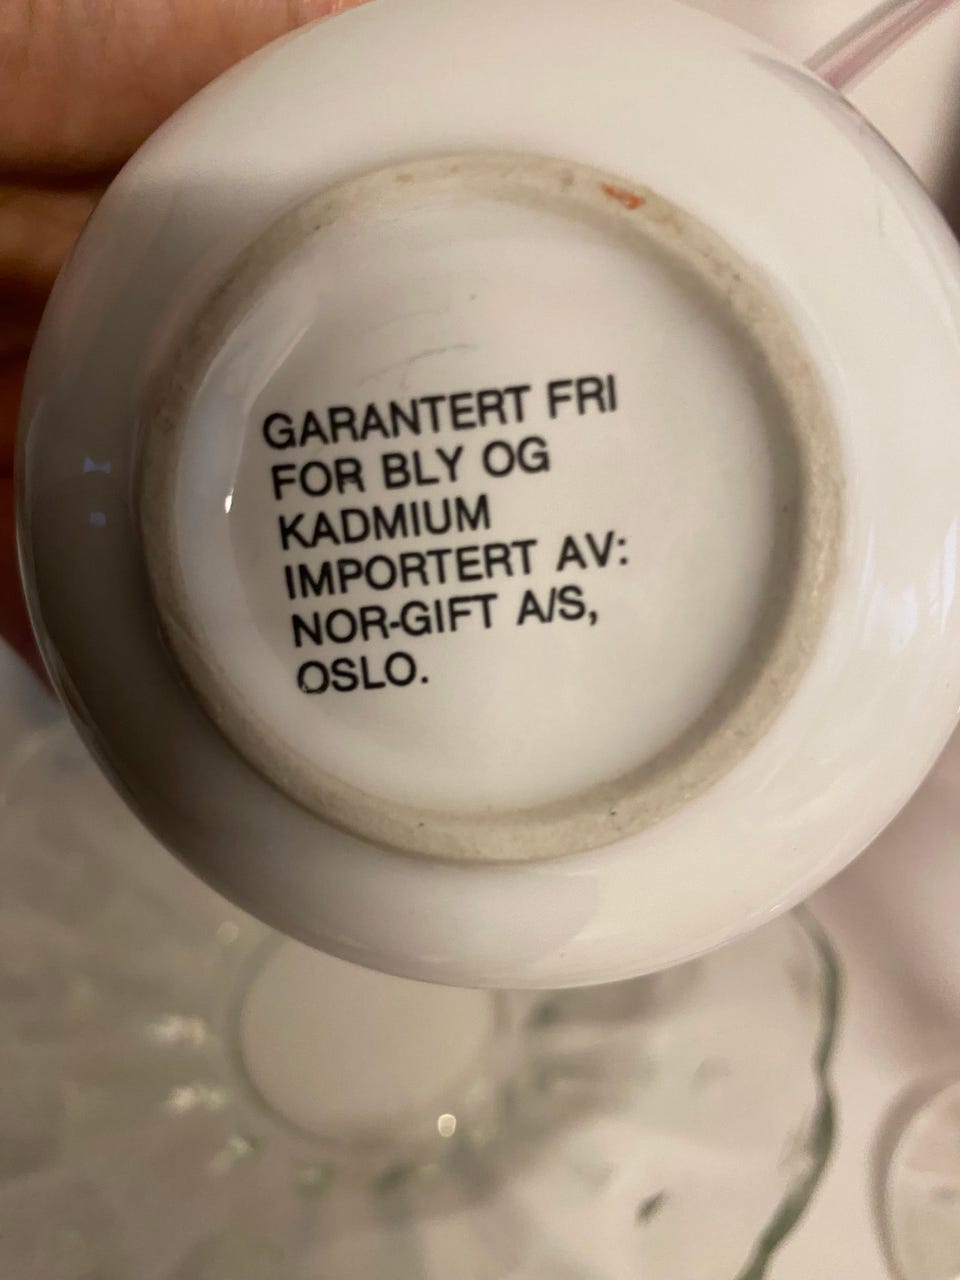 GARANTERT FRI
FOR BLY OG
KADMIUM
IMPORTERT AV:
NOR-GIFT A/S,
OSLO.